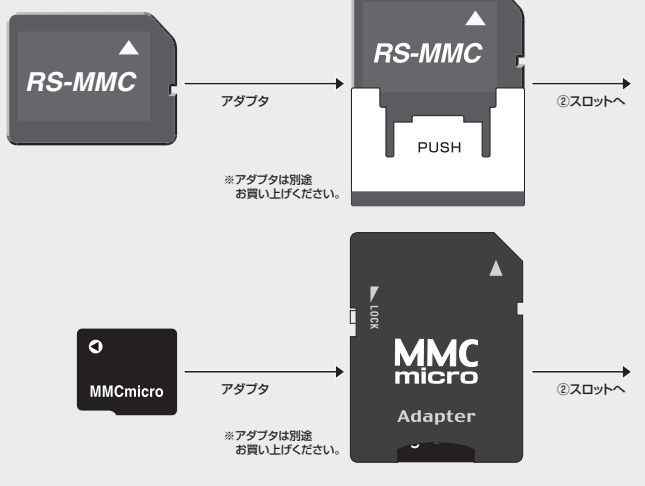 RS-MMC
アダプタ
※アダプタは別途
お買い上げください。
RS-MMC
PUSH
②スロットへ
MMCmicro
アダプタ
※アダプタは別途
お買い上げください。
LOCK
MMC
micro
Adapter
②スロットへ